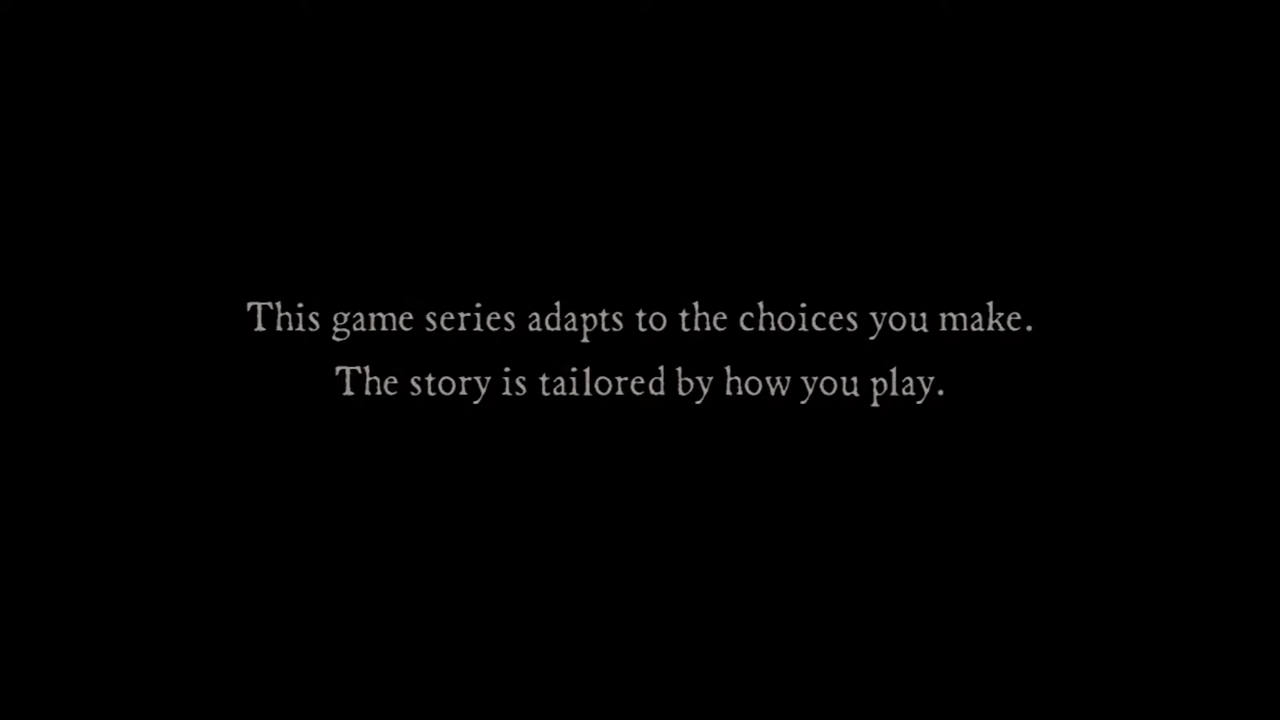 This game series adapts to the choices you make.
The story is tailored by how you play.